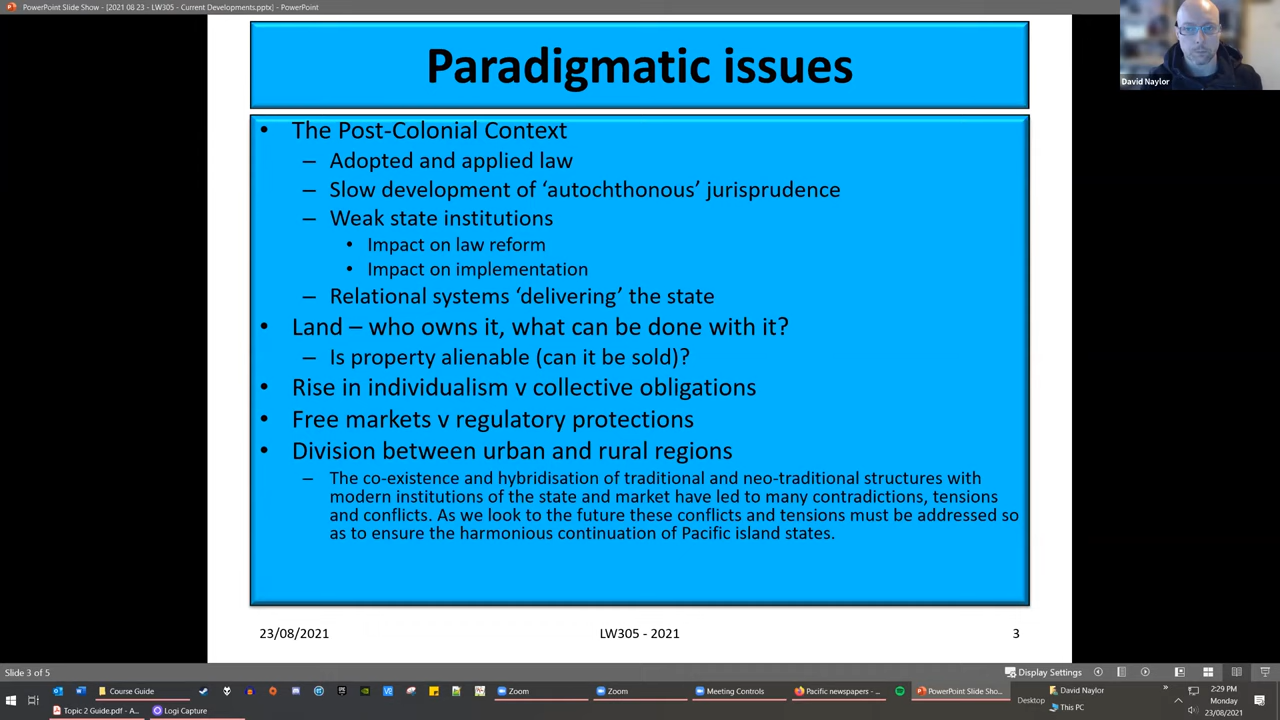 PowerPoint Slide Show - [2021 08 23 - LW305 - Current Developments.pptx] - PowerPoint
David Naylor
Paradigmatic issues
• The Post-Colonial Context
– Adopted and applied law
– Slow development of ‘autochthonous’ jurisprudence
– Weak state institutions
• Impact on law reform
• Impact on implementation
– Relational systems ‘delivering’ the state
• Land – who owns it, what can be done with it?
– Is property alienable (can it be sold)?
• Rise in individualism v collective obligations
• Free markets v regulatory protections
• Division between urban and rural regions
– The co-existence and hybridisation of traditional and neo-traditional structures with
modern institutions of the state and market have led to many contradictions, tensions
and conflicts. As we look to the future these conflicts and tensions must be addressed so
as to ensure the harmonious continuation of Pacific island states.
23/08/2021 LW305 - 2021 3
Slide 3 of 5 Display Settings
Course Guide Zoom Zoom Meeting Controls Pacific newspapers - ... PowerPoint Slide Sho... David Naylor 2:29 PM
Desktop Monday
Topic 2 Guide.pdf - A... Logi Capture This PC 23/08/2021